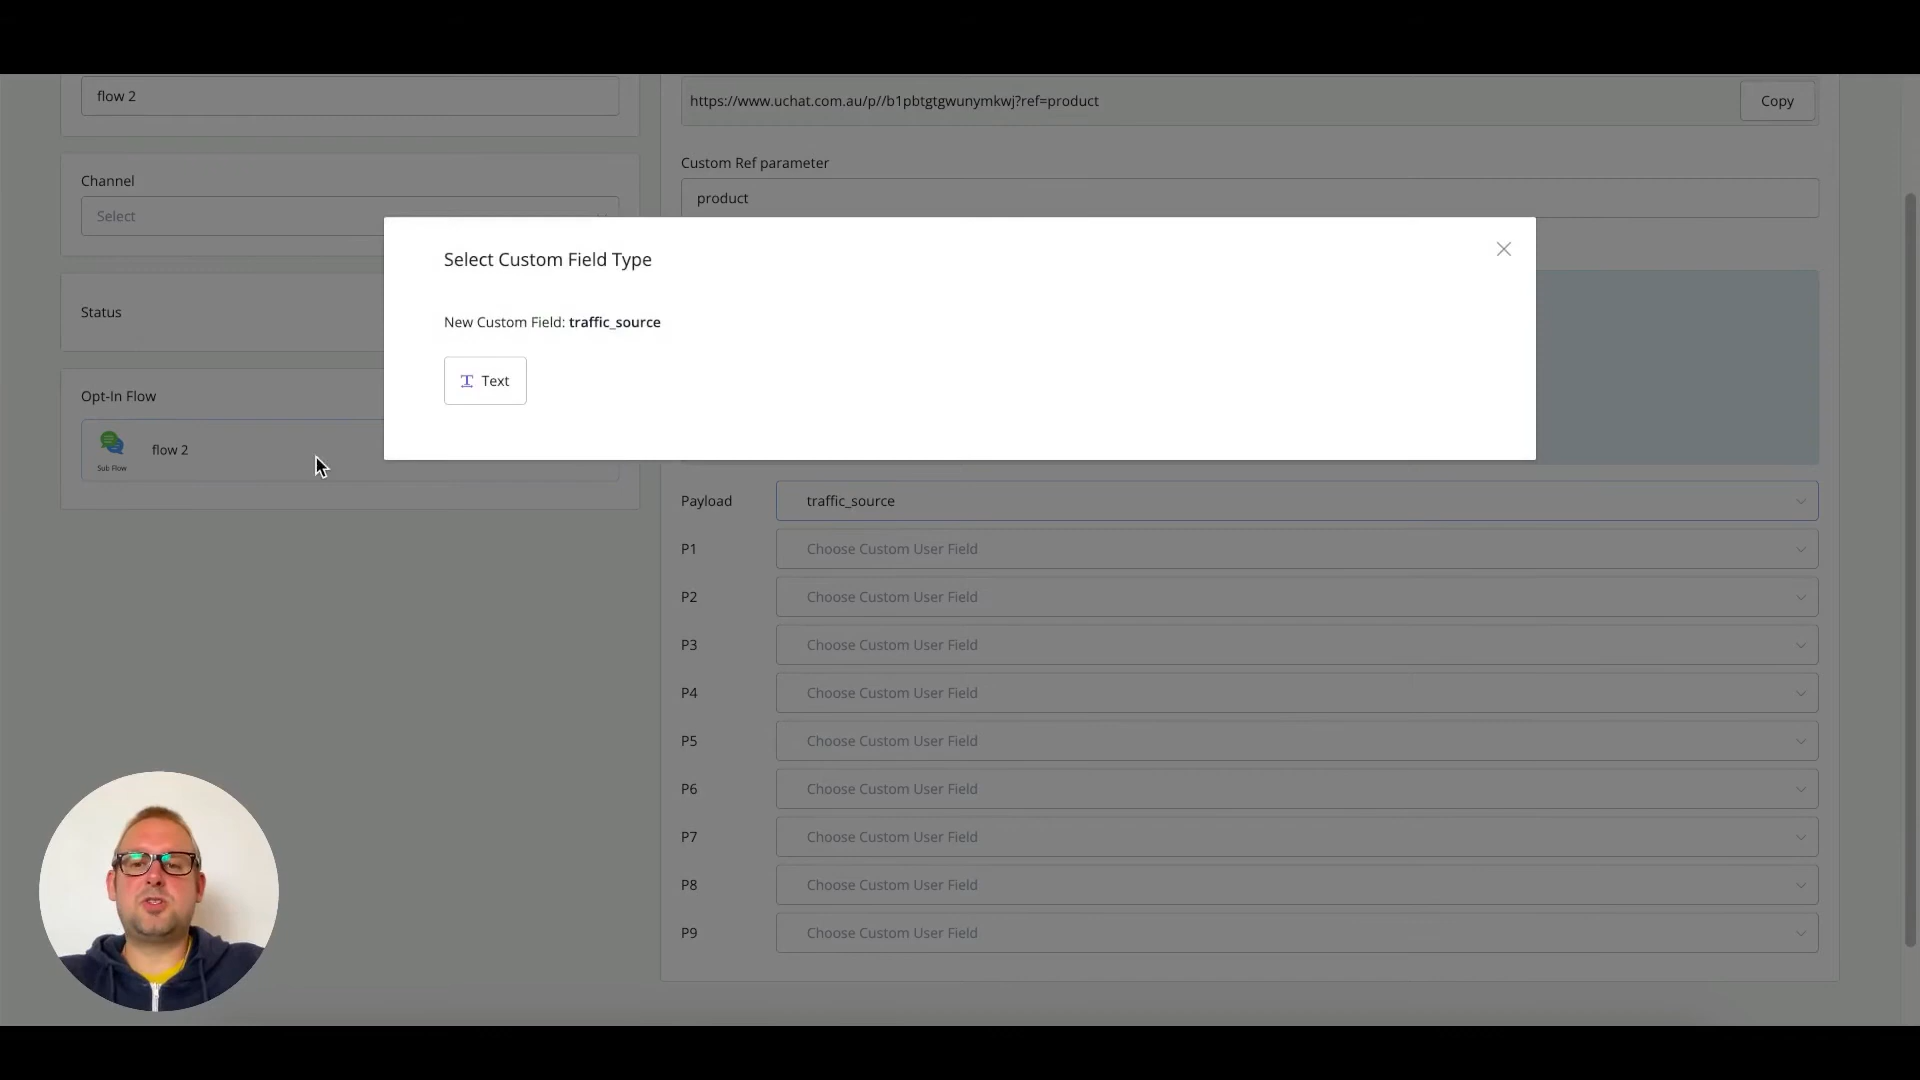 flow 2
https://www.uchat.com.au/p//b1pbtgtgwunymkwj?ref=product
Copy
Custom Ref parameter
product
Channel
Select
Status
Opt-In Flow
Sub Flow
flow 2
Select Custom Field Type
New Custom Field: traffic_source
Text
Payload
traffic_source
P1
Choose Custom User Field
P2
Choose Custom User Field
P3
Choose Custom User Field
P4
Choose Custom User Field
P5
Choose Custom User Field
P6
Choose Custom User Field
P7
Choose Custom User Field
P8
Choose Custom User Field
P9
Choose Custom User Field